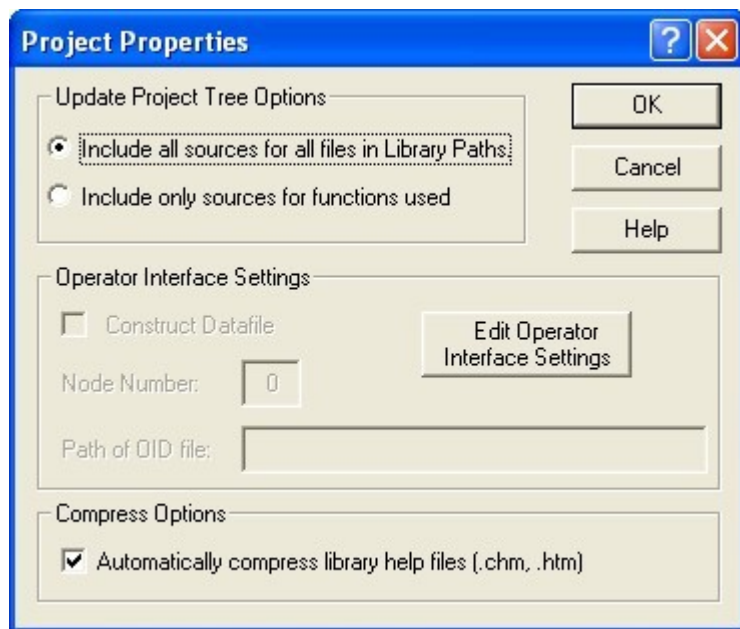 Project Properties
Update Project Tree Options
OK
Include all sources for all files in Library Paths
Cancel
Include only sources for functions used
Help
Operator Interface Settings
Construct Datafile
Edit Operator
Interface Settings
Node Number:
0
Path of OID file:
Compress Options
Automatically compress library help files (.chm, .htm)